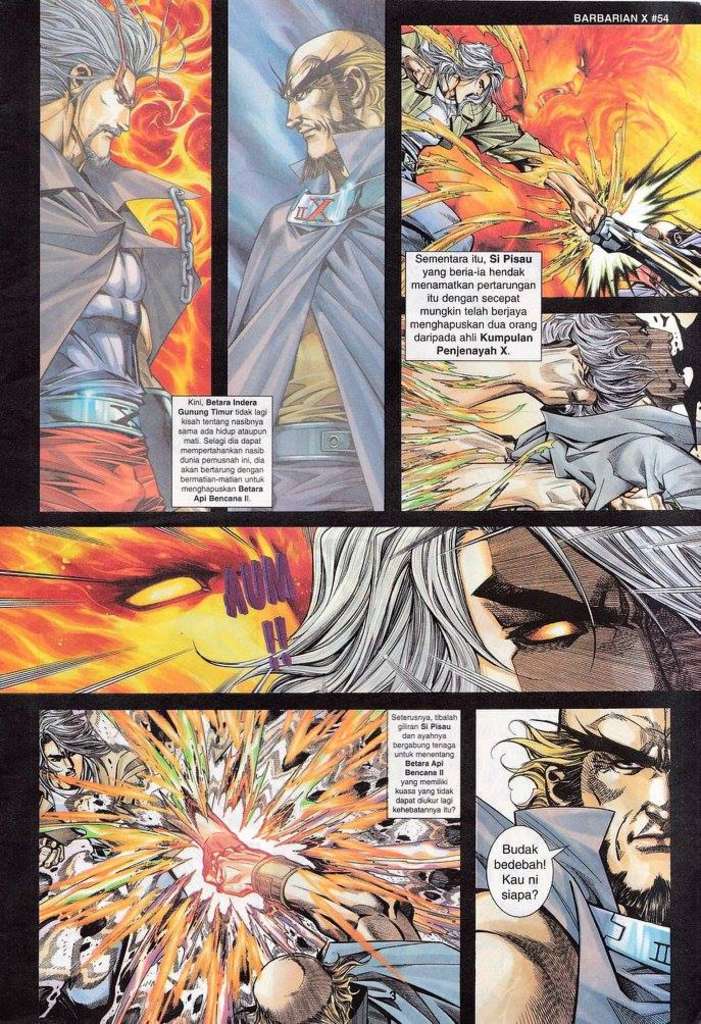 BARBARIAN X #54
Kini, Betara Indera
Gunung Timur tidak lagi
kisah tentang nasibnya
sama ada hidup ataupun
mati. Selagi dia dapat
mempertahankan nasib
dunia pernusnah ini, dia
akan bertarung dengan
bermatian-matian untuk
menghapuskan Betara
Api Bencana II.
II X
Sementara itu, Si Pisau
yang beria-ia hendak
menamatkan pertarungan
itu dengan secepat
mungkin telah berjaya
menghapuskan dua orang
daripada ahli Kumpulan
Penjenayah X.
AUM
!!
Seterusnya, tibalah
giliran Si Pisau
dan ayahnya
bergabung tenaga
untuk menentang
Betara Api
Bencana II
yang memiliki
kuasa yang tidak
dapat diukur lagi
kehebatannya itu?
Budak
bedebah!
Kau ni
siapa?
II
3